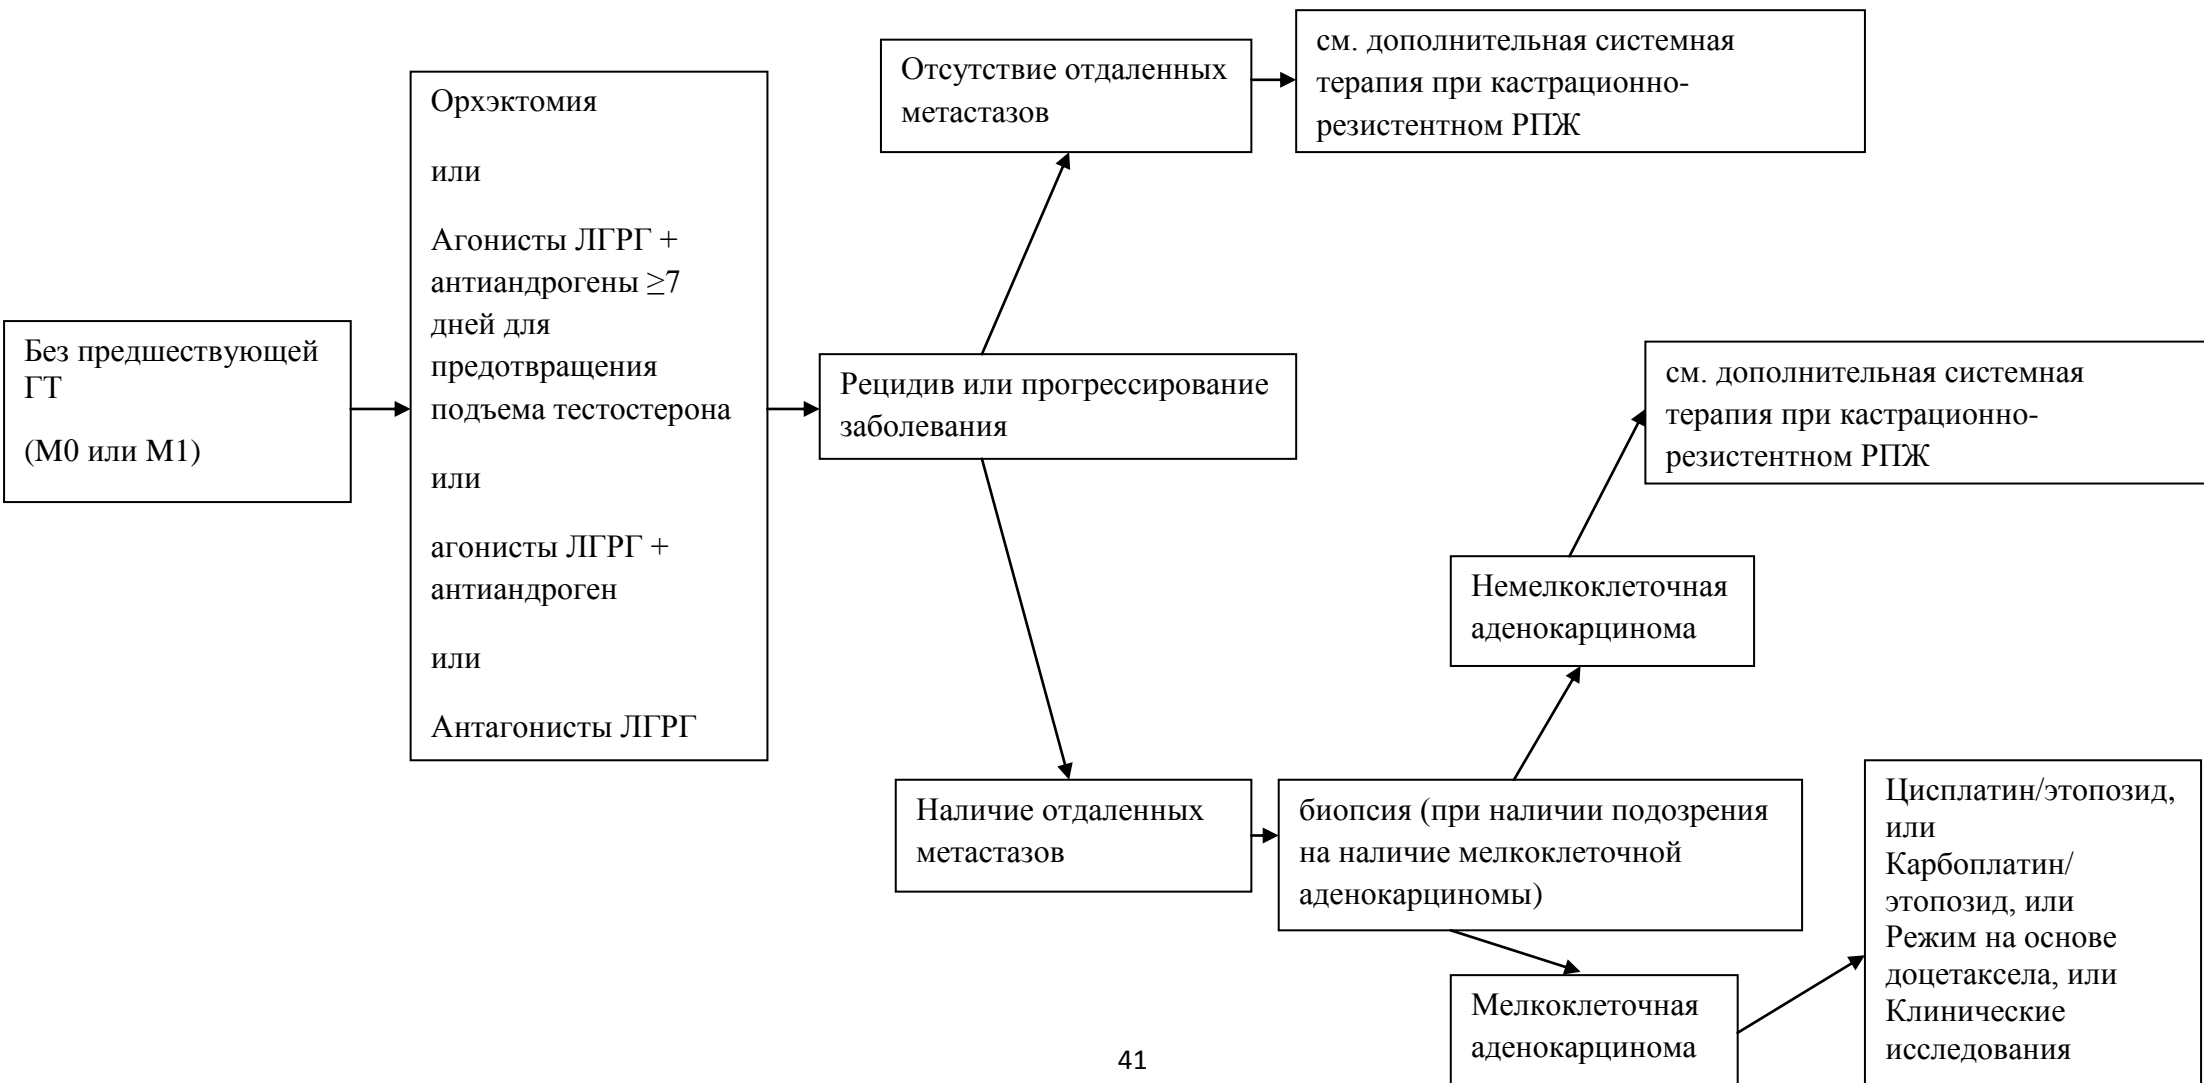 Без предшествующей
ГТ
(М0 или М1)
Орхэктомия
или
Агонисты ЛГРГ +
антиандрогены ≥7
дней для
предотвращения
подъема тестостерона
или
агонисты ЛГРГ +
антиандроген
или
Антагонисты ЛГРГ
Рецидив или прогрессирование
заболевания
Отсутствие отдаленных
метастазов
см. дополнительная системная
терапия при кастрационно-
резистентном РПЖ
Наличие отдаленных
метастазов
биопсия (при наличии подозрения
на наличие мелкоклеточной
аденокарциномы)
Немелкоклеточная
аденокарцинома
см. дополнительная системная
терапия при кастрационно-
резистентном РПЖ
Мелкоклеточная
аденокарцинома
Цисплатин/этопозид,
или
Карбоплатин/
этопозид, или
Режим на основе
доцетаксела, или
Клинические
исследования
41